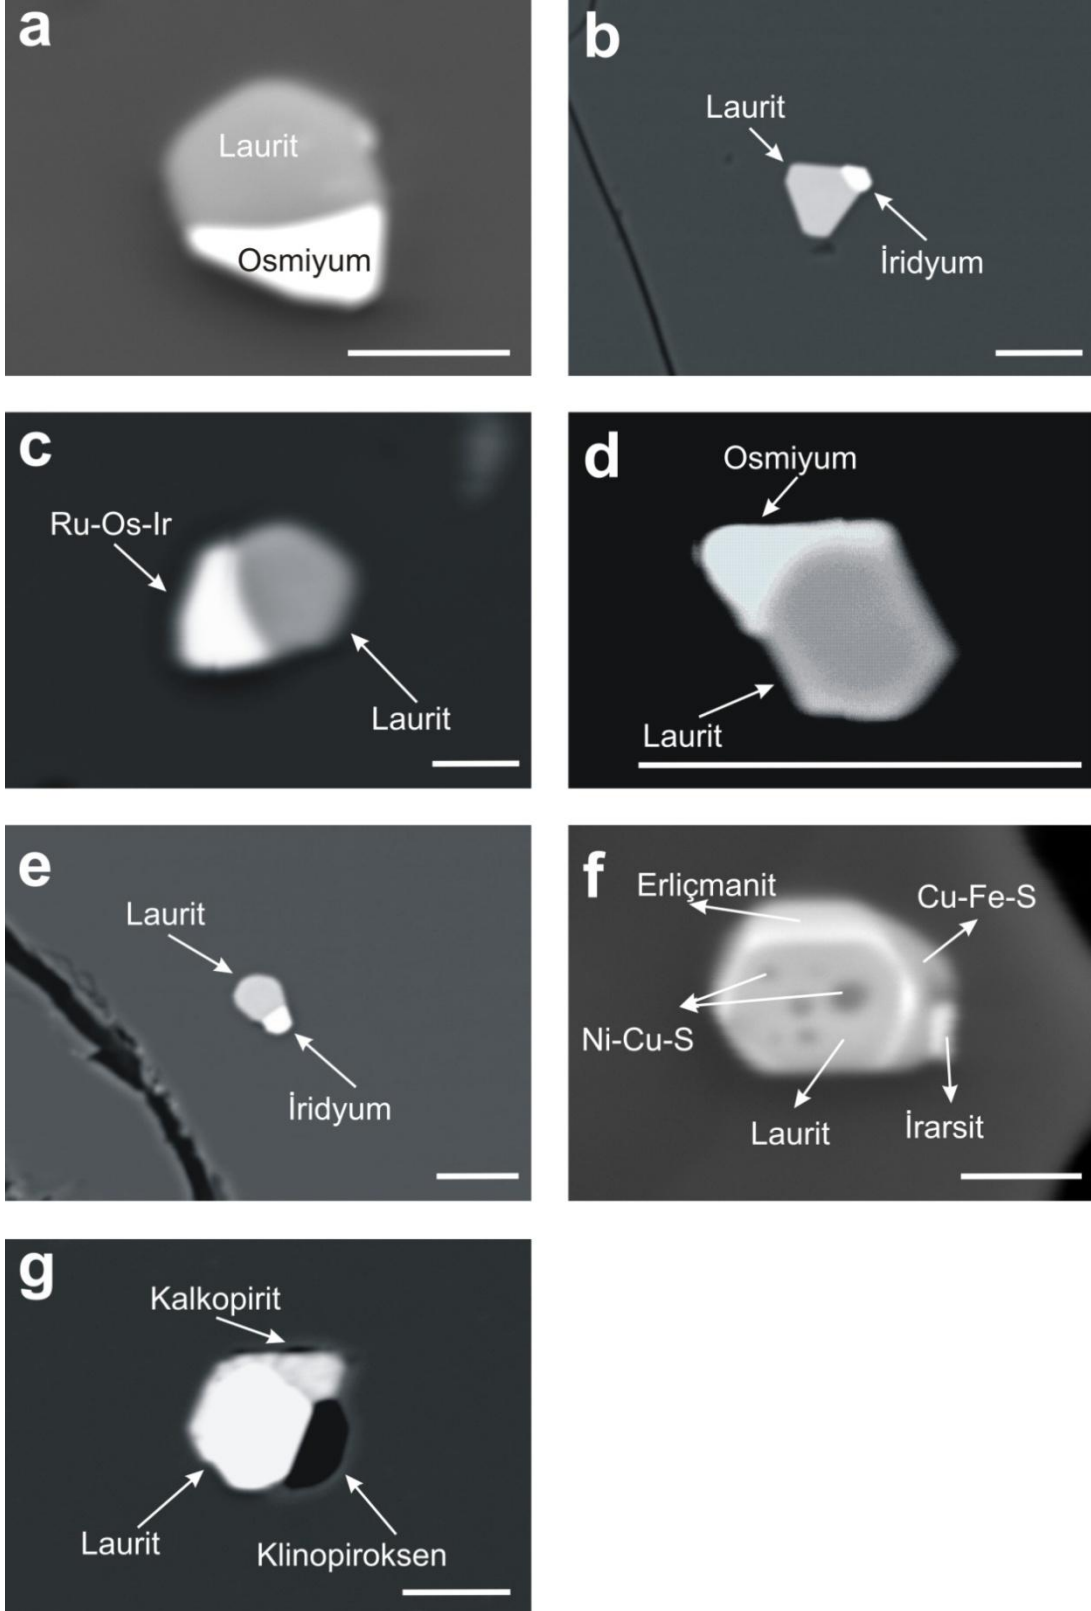 a
Laurit
Osmiyum
b
Laurit
İridyum
c
Ru-Os-Ir
Laurit
d
Osmiyum
Laurit
e
Laurit
İridyum
f
Erliçmanit
Cu-Fe-S
Ni-Cu-S
Laurit
İrarsit
g
Kalkopirit
Laurit
Klinopiroksen